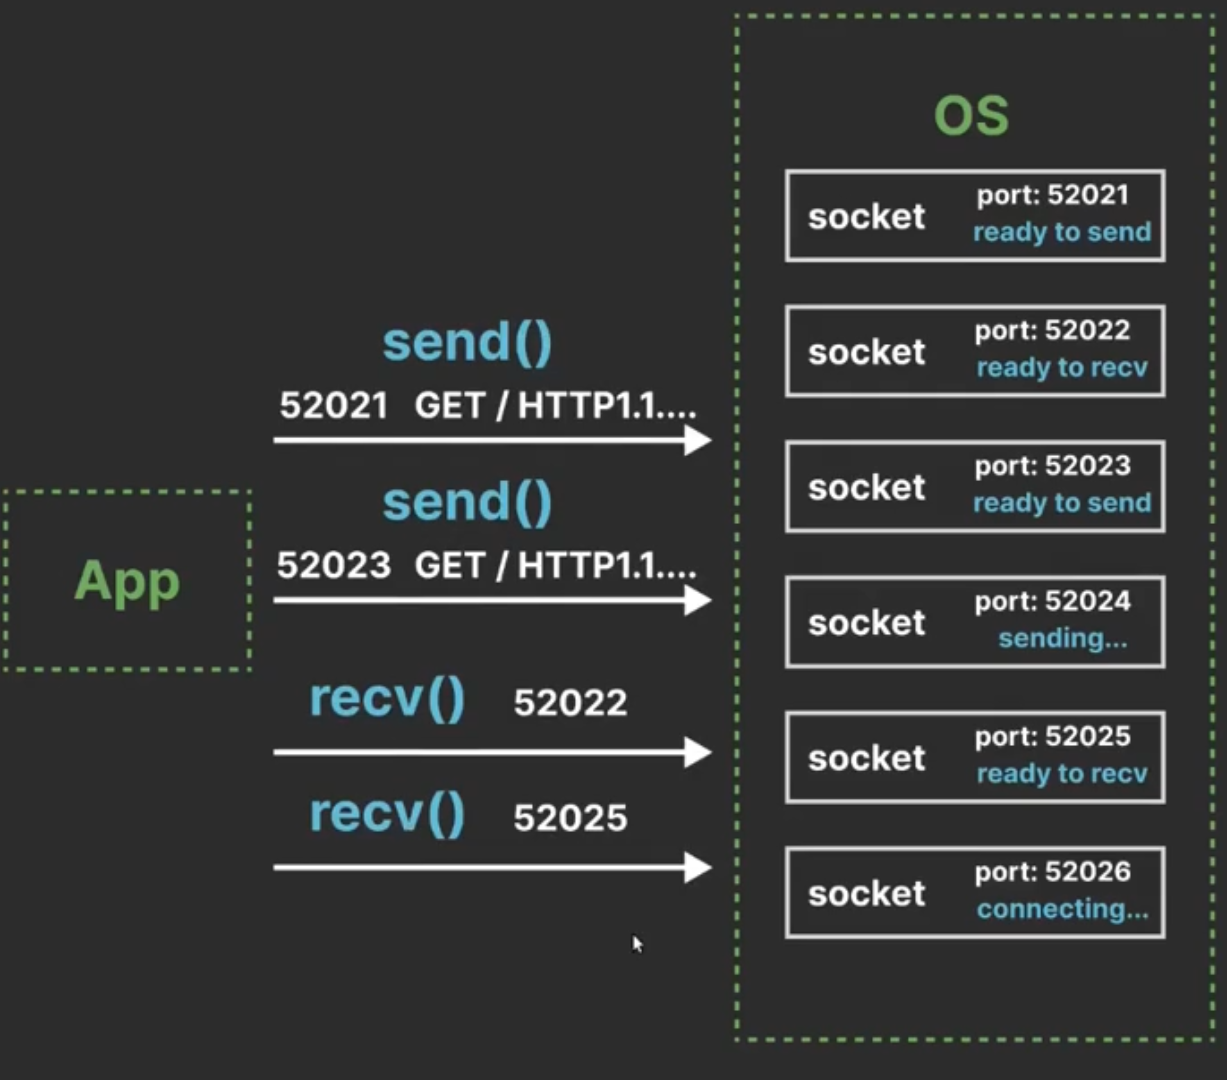 send()
52021 GET / HTTP1.1....
send()
52023 GET / HTTP1.1....
App
recv() 52022
recv() 52025
OS
socket port: 52021
ready to send
socket port: 52022
ready to recv
socket port: 52023
ready to send
socket port: 52024
sending...
socket port: 52025
ready to recv
socket port: 52026
connecting...